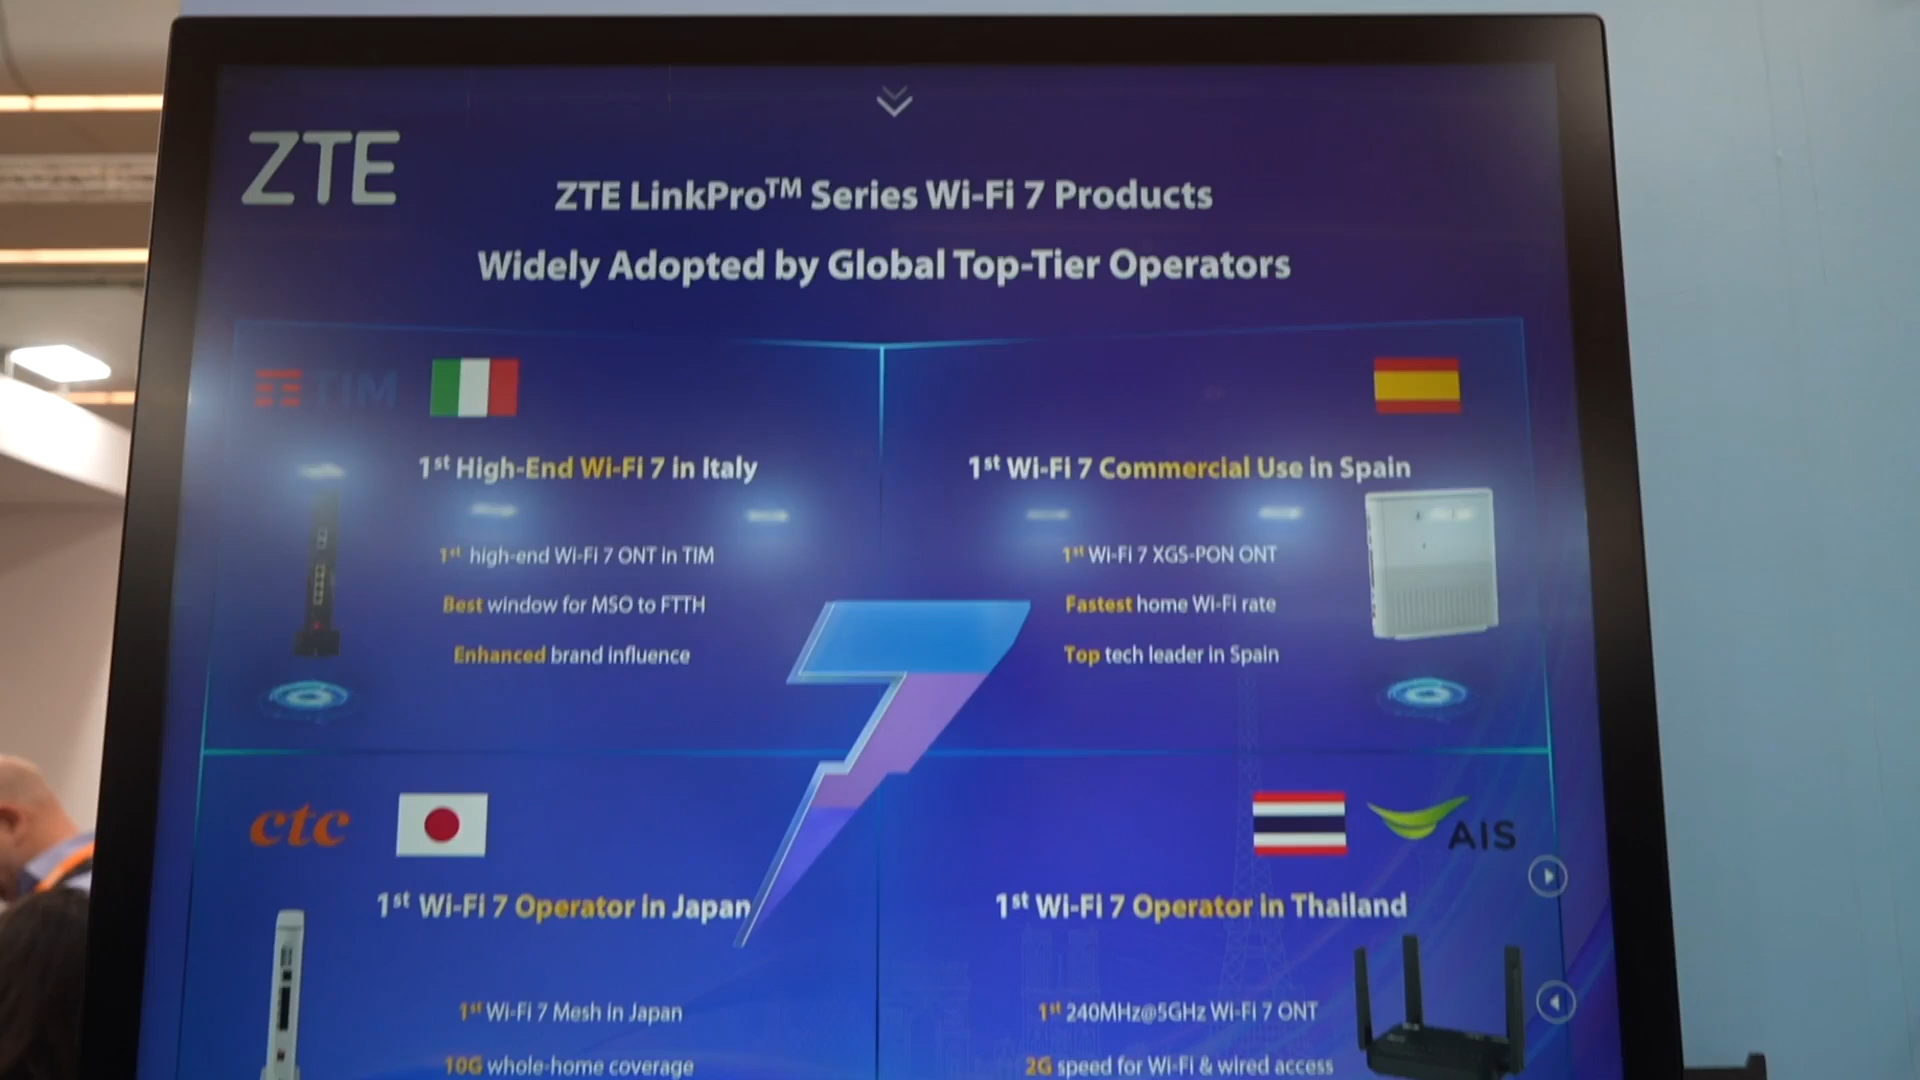 ZTE
ZTE LinkPro™ Series Wi-Fi 7 Products
Widely Adopted by Global Top-Tier Operators
TIM
1st High-End Wi-Fi 7 in Italy
1st high-end Wi-Fi 7 ONT in TIM
Best window for MSO to FTTH
Enhanced brand influence
1st Wi-Fi 7 Commercial Use in Spain
1st Wi-Fi 7 XGS-PON ONT
Fastest home Wi-Fi rate
Top tech leader in Spain
7
ctc
1st Wi-Fi 7 Operator in Japan
1st Wi-Fi 7 Mesh in Japan
10G whole-home coverage
AIS
1st Wi-Fi 7 Operator in Thailand
1st 240MHz@5GHz Wi-Fi 7 ONT
2G speed for Wi-Fi & wired access